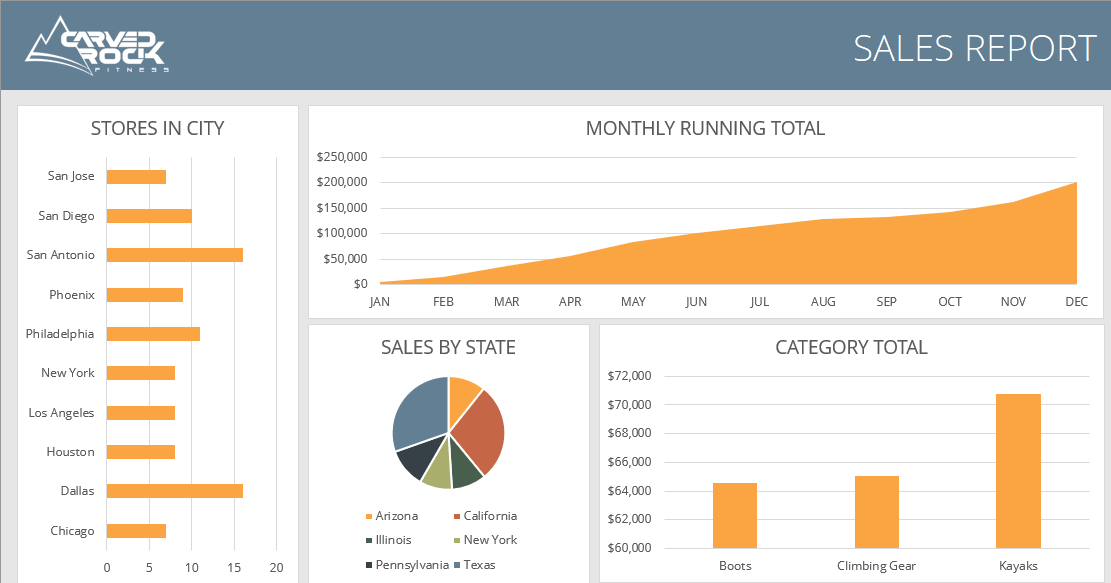 CARVED
ROCK
FITNESS
SALES REPORT
STORES IN CITY
San Jose
San Diego
San Antonio
Phoenix
Philadelphia
New York
Los Angeles
Houston
Dallas
Chicago
0 5 10 15 20
MONTHLY RUNNING TOTAL
$250,000
$200,000
$150,000
$100,000
$50,000
$0
JAN FEB MAR APR MAY JUN JUL AUG SEP OCT NOV DEC
SALES BY STATE
Arizona California
Illinois New York
Pennsylvania Texas
CATEGORY TOTAL
$72,000
$70,000
$68,000
$66,000
$64,000
$62,000
$60,000
Boots Climbing Gear Kayaks